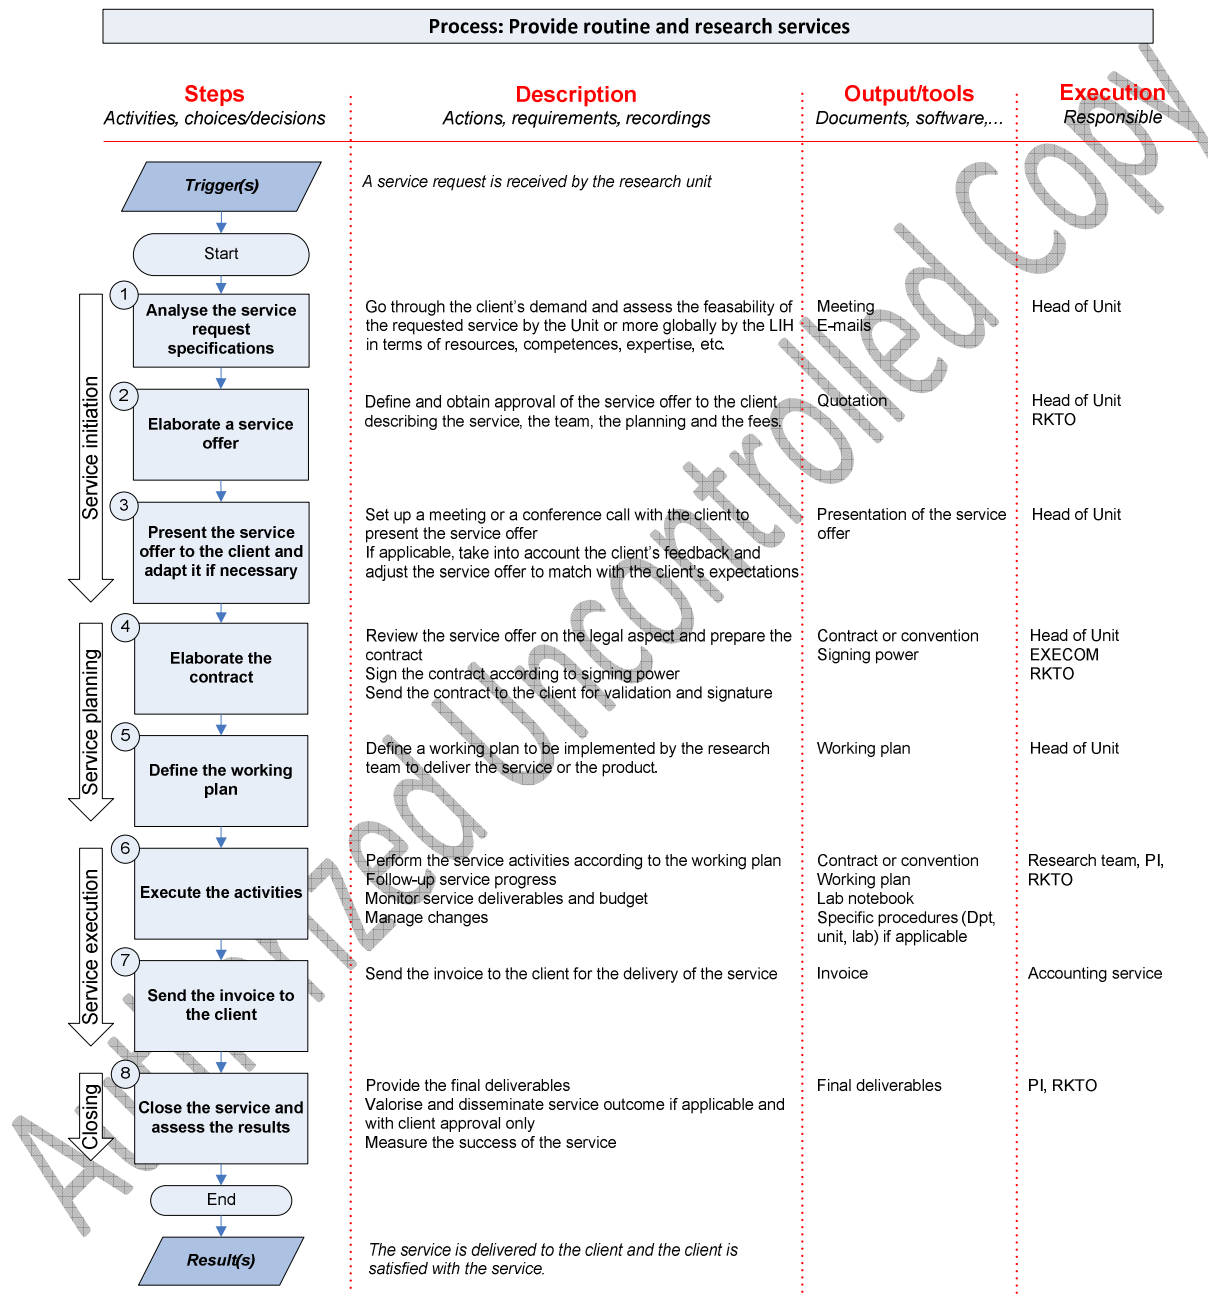 Process: Provide routine and research services
Steps
Activities, choices/decisions
Description
Actions, requirements, recordings
Output/tools
Documents, software,...
Execution
Responsible
Trigger(s)
A service request is received by the research unit
Start
Service initiation
1
Analyse the service
request
specifications
Go through the client's demand and assess the feasability of
the requested service by the Unit or more globally by the LIH
in terms of resources, competences, expertise, etc.
Meeting
E-mails
Head of Unit
2
Elaborate a service
offer
Define and obtain approval of the service offer to the client
describing the service, the team, the planning and the fees.
Quotation
Head of Unit
RKTO
3
Present the service
offer to the client and
adapt it if necessary
Set up a meeting or a conference call with the client to
present the service offer
If applicable, take into account the client's feedback and
adjust the service offer to match with the client's expectations
Presentation of the service
offer
Head of Unit
Service planning
4
Elaborate the
contract
Review the service offer on the legal aspect and prepare the
contract
Sign the contract according to signing power
Send the contract to the client for validation and signature
Contract or convention
Signing power
Head of Unit
EXECOM
RKTO
5
Define the working
plan
Define a working plan to be implemented by the research
team to deliver the service or the product.
Working plan
Head of Unit
Service execution
6
Execute the activities
Perform the service activities according to the working plan
Follow-up service progress
Monitor service deliverables and budget
Manage changes
Contract or convention
Working plan
Lab notebook
Specific procedures (Dpt,
unit, lab) if applicable
Research team, PI,
RKTO
7
Send the invoice to
the client
Send the invoice to the client for the delivery of the service
Invoice
Accounting service
Closing
8
Close the service and
assess the results
Provide the final deliverables
Valorise and disseminate service outcome if applicable and
with client approval only
Measure the success of the service
Final deliverables
PI, RKTO
End
Result(s)
The service is delivered to the client and the client is
satisfied with the service.
Authorized Uncontrolled Copy